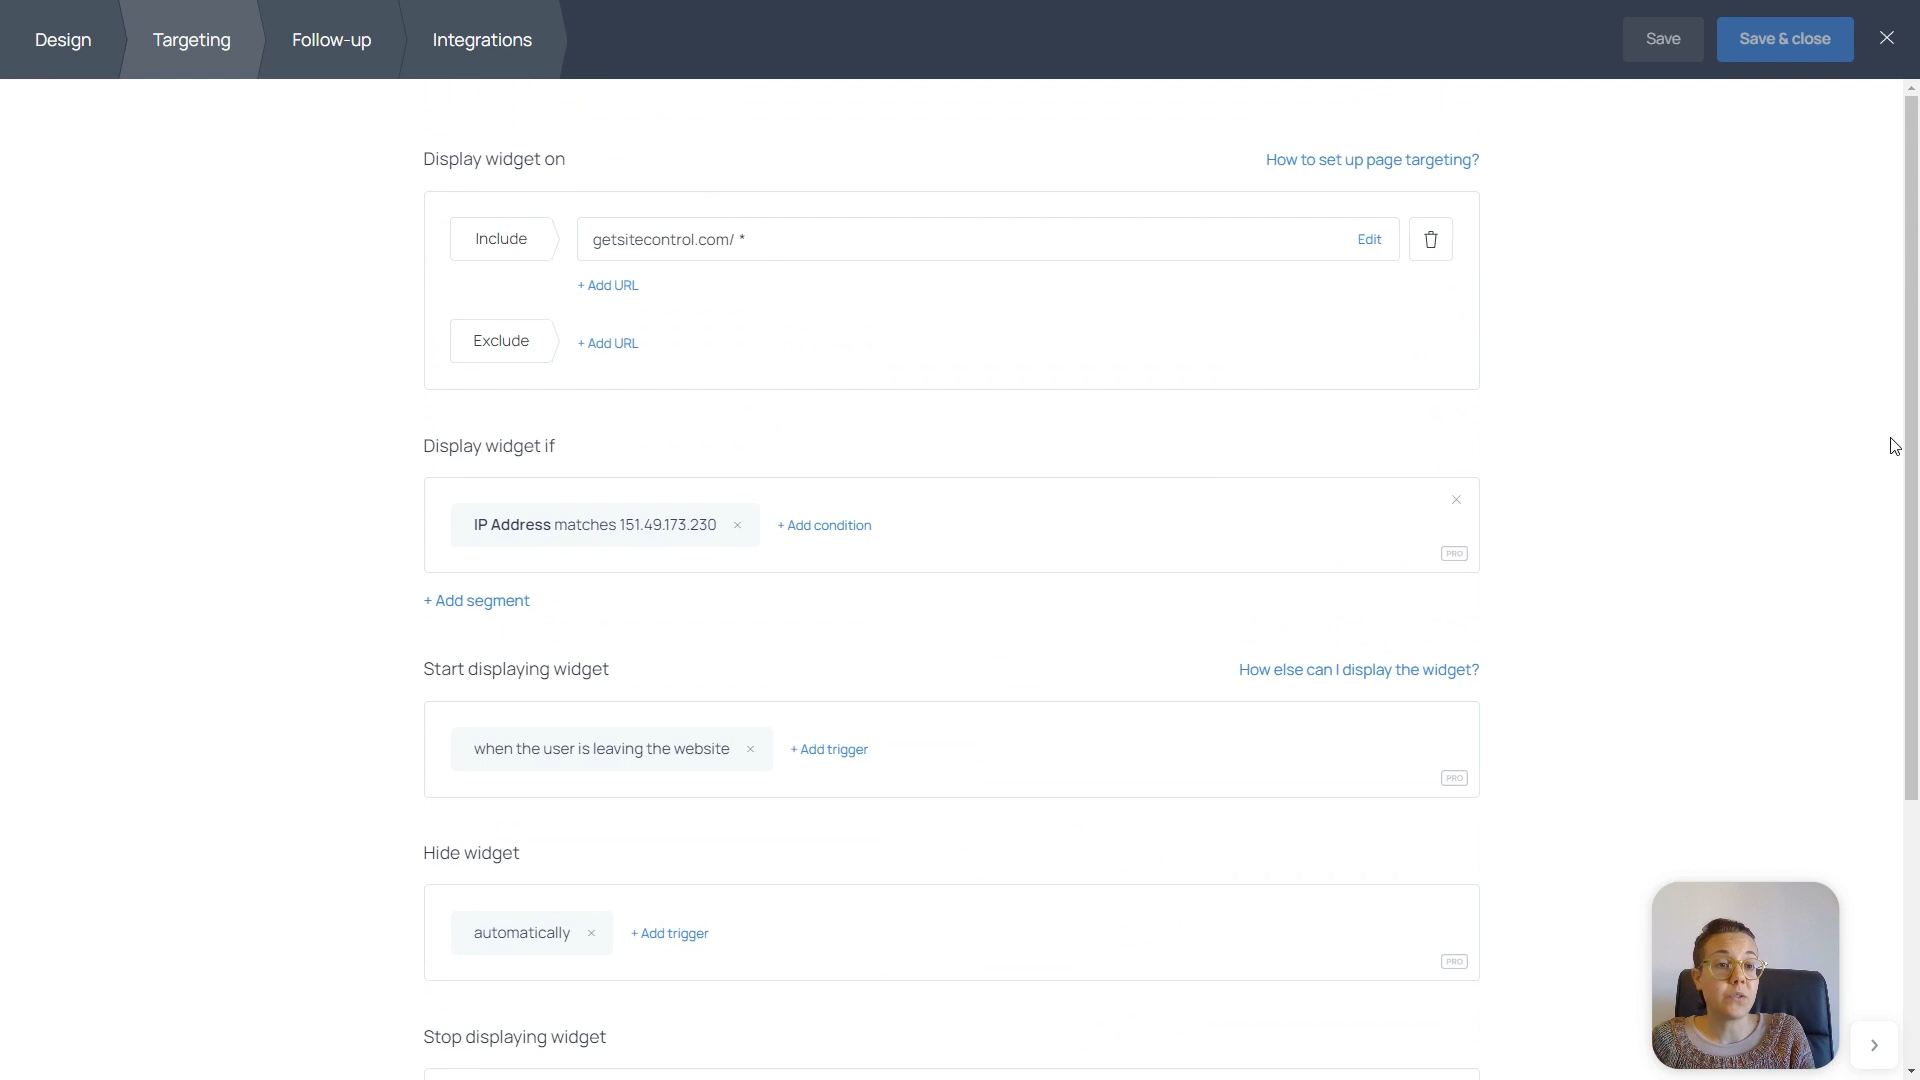 Design
Targeting
Follow-up
Integrations
Save
Save & close
Display widget on
How to set up page targeting?
Include
getsitecontrol.com/ *
Edit
+ Add URL
Exclude
+ Add URL
Display widget if
IP Address matches 151.49.173.230
+ Add condition
PRO
+ Add segment
Start displaying widget
How else can I display the widget?
when the user is leaving the website
+ Add trigger
PRO
Hide widget
automatically
+ Add trigger
PRO
Stop displaying widget